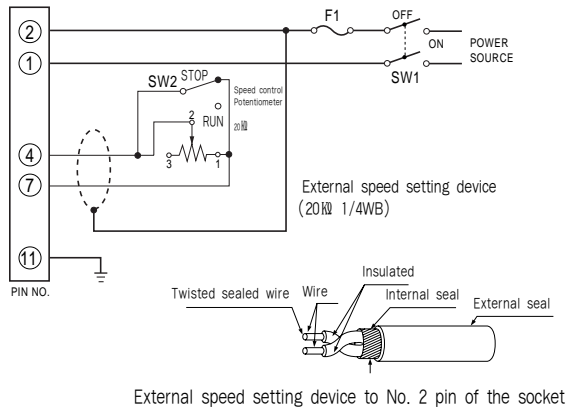 F1
OFF
ON
POWER
SOURCE
SW1
2
1
SW2
STOP
Speed control
Potentiometer
20㏀
RUN
2
3
1
4
7
11
PIN NO.
External speed setting device
(20㏀ 1/4WB)
Insulated
Twisted sealed wire
Wire
Internal seal
External seal
External speed setting device to No. 2 pin of the socket